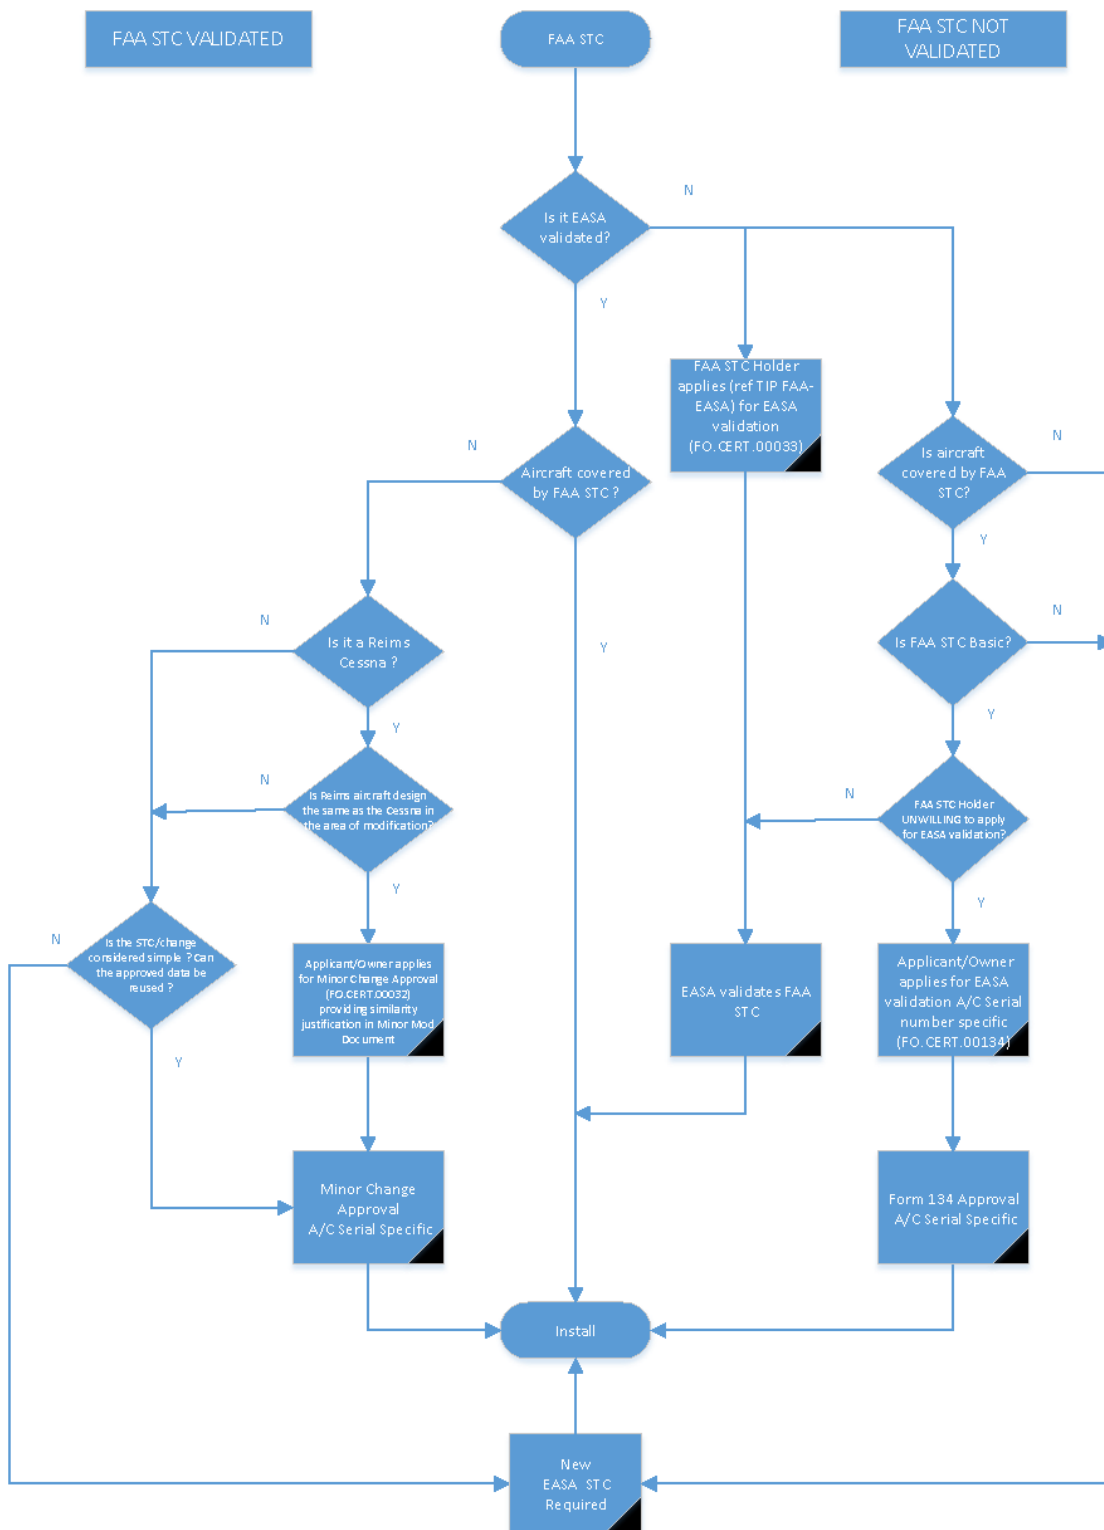 FAA STC VALIDATED
FAA STC
FAA STC NOT
VALIDATED
Is it EASA
validated?
N
Y
FAA STC Holder
applies (ref TIP FAA-
EASA) for EASA
validation
(FO.CERT.00033)
N
Aircraft covered
by FAA STC ?
Is aircraft
covered by FAA
STC?
N
Y
N
Is it a Reims
Cessna ?
Y
Is FAA STC Basic?
N
Y
Y
N
Is Reims aircraft design
the same as the Cessna in
the area of modification?
N
FAA STC Holder
UNWILLING to apply
for EASA validation?
Y
Y
N
Is the STC/change
considered simple ? Can
the approved data be
reused ?
Applicant/Owner applies
for Minor Change Approval
(FO.CERT.00032)
providing similarity
justification in Minor Mod
Document
EASA validates FAA
STC
Applicant/Owner
applies for EASA
validation A/C Serial
number specific
(FO.CERT.00134)
Y
Minor Change
Approval
A/C Serial Specific
Form 134 Approval
A/C Serial Specific
Install
New
EASA STC
Required